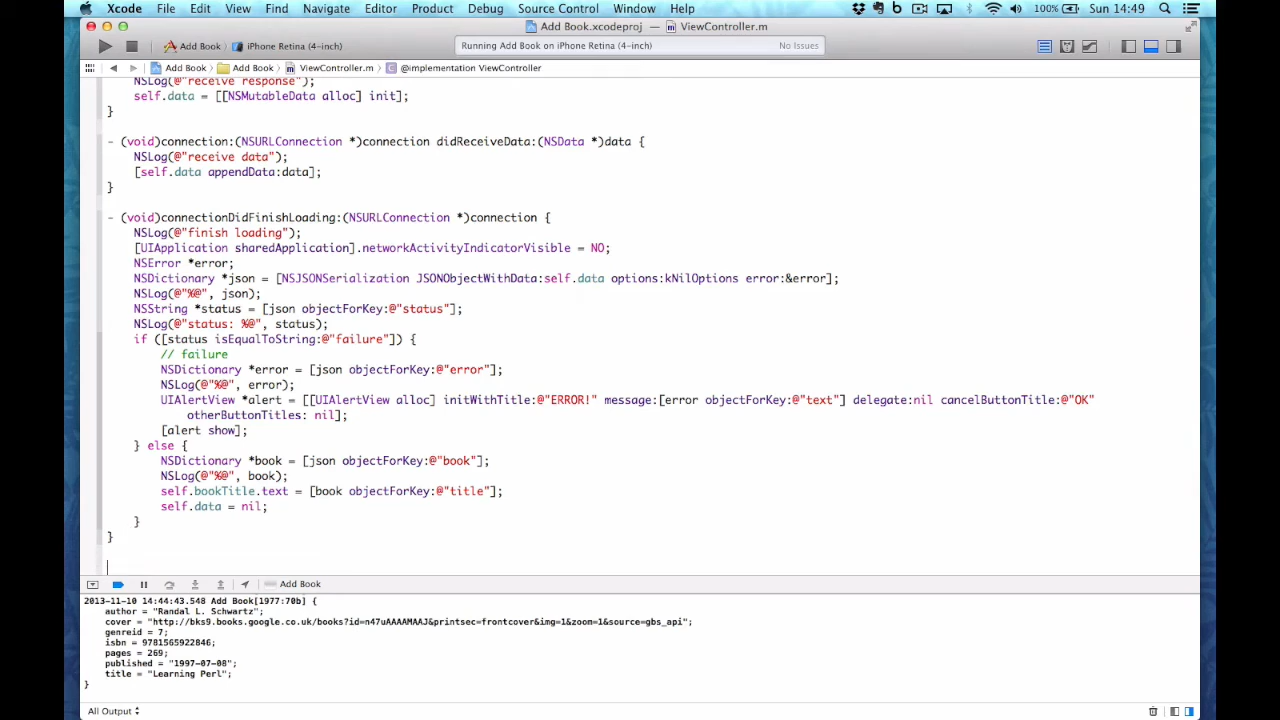 Xcode File Edit View Find Navigate Editor Product Debug Source Control Window Help 100% Sun 14:49
Add Book.xcodeproj — ViewController.m
Add Book iPhone Retina (4-inch) Running Add Book on iPhone Retina (4-inch) No Issues
Add Book Add Book ViewController.m @implementation ViewController
NSLog(@"receive response");
self.data = [[NSMutableData alloc] init];
}
- (void)connection:(NSURLConnection *)connection didReceiveData:(NSData *)data {
NSLog(@"receive data");
[self.data appendData:data];
}
- (void)connectionDidFinishLoading:(NSURLConnection *)connection {
NSLog(@"finish loading");
[UIApplication sharedApplication].networkActivityIndicatorVisible = NO;
NSError *error;
NSDictionary *json = [NSJSONSerialization JSONObjectWithData:self.data options:kNilOptions error:&error];
NSLog(@"%@", json);
NSString *status = [json objectForKey:@"status"];
NSLog(@"status: %@", status);
if ([status isEqualToString:@"failure"]) {
// failure
NSDictionary *error = [json objectForKey:@"error"];
NSLog(@"%@", error);
UIAlertView *alert = [[UIAlertView alloc] initWithTitle:@"ERROR!" message:[error objectForKey:@"text"] delegate:nil cancelButtonTitle:@"OK"
otherButtonTitles: nil];
[alert show];
} else {
NSDictionary *book = [json objectForKey:@"book"];
NSLog(@"%@", book);
self.bookTitle.text = [book objectForKey:@"title"];
self.data = nil;
}
}
Add Book
2013-11-10 14:44:43.548 Add Book[1977:70b] {
author = "Randal L. Schwartz";
cover = "http://bks9.books.google.co.uk/books?id=n47uAAAAMAAJ&printsec=frontcover&img=1&zoom=1&source=gbs_api";
genreid = 7;
isbn = 9781565922846;
pages = 269;
published = "1997-07-08";
title = "Learning Perl";
}
All Output